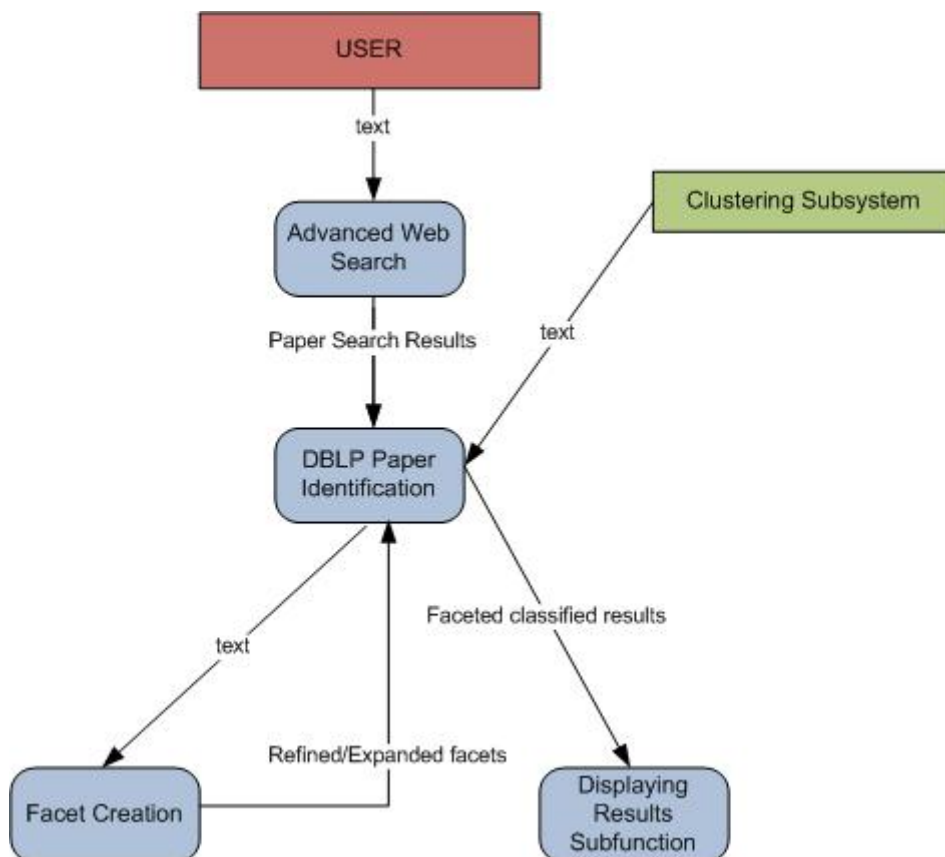 USER
text
Clustering Subsystem
Advanced Web
Search
Paper Search Results
text
DBLP Paper
Identification
Faceted classified results
text
Refined/Expanded facets
Facet Creation
Displaying
Results
Subfunction